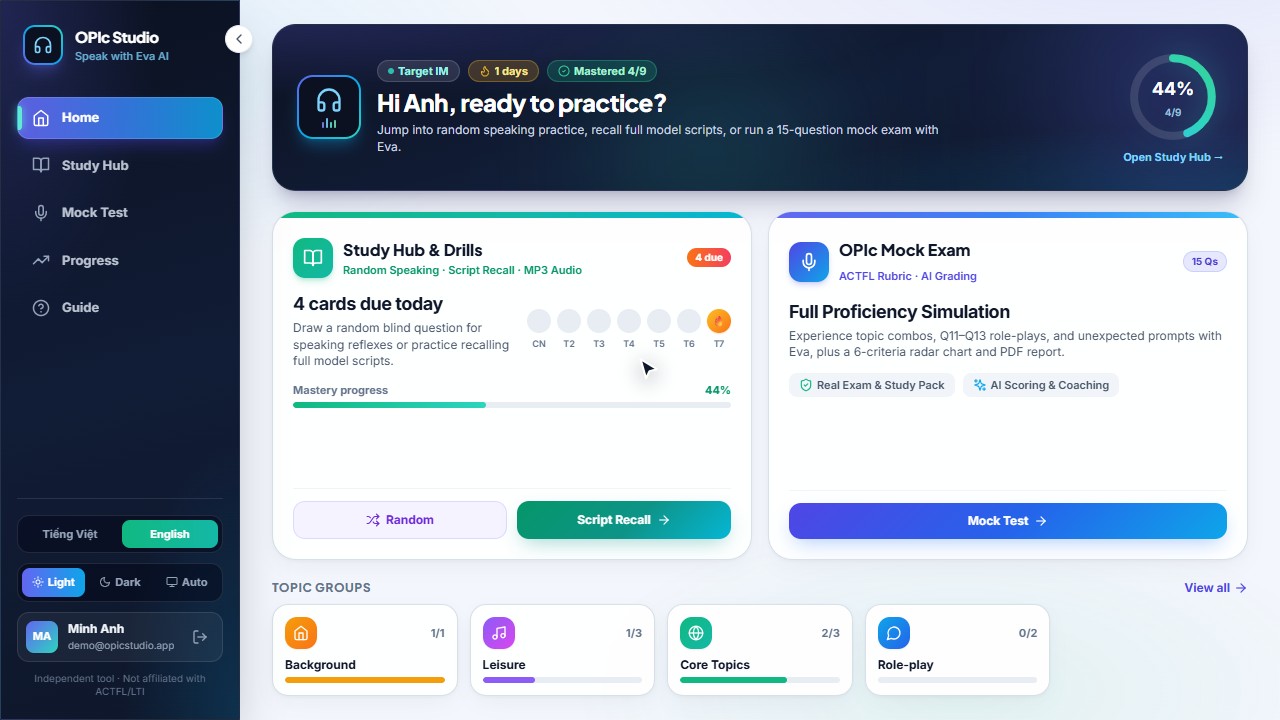 OPIc Studio
Speak with Eva AI
Home
Study Hub
Mock Test
Progress
Guide
Tiếng Việt
English
Light
Dark
Auto
MA
Minh Anh
demo@opicstudio.app
Independent tool · Not affiliated with
ACTFL/LTI
Target IM
1 days
Mastered 4/9
Hi Anh, ready to practice?
Jump into random speaking practice, recall full model scripts, or run a 15-question mock exam with
Eva.
44%
4/9
Open Study Hub →
Study Hub & Drills
Random Speaking · Script Recall · MP3 Audio
4 due
4 cards due today
Draw a random blind question for
speaking reflexes or practice recalling
full model scripts.
CN T2 T3 T4 T5 T6 T7
Mastery progress
44%
Random
Script Recall →
OPIc Mock Exam
ACTFL Rubric · AI Grading
15 Qs
Full Proficiency Simulation
Experience topic combos, Q11–Q13 role-plays, and unexpected prompts with
Eva, plus a 6-criteria radar chart and PDF report.
Real Exam & Study Pack
AI Scoring & Coaching
Mock Test →
TOPIC GROUPS
View all →
1/1
Background
1/3
Leisure
2/3
Core Topics
0/2
Role-play